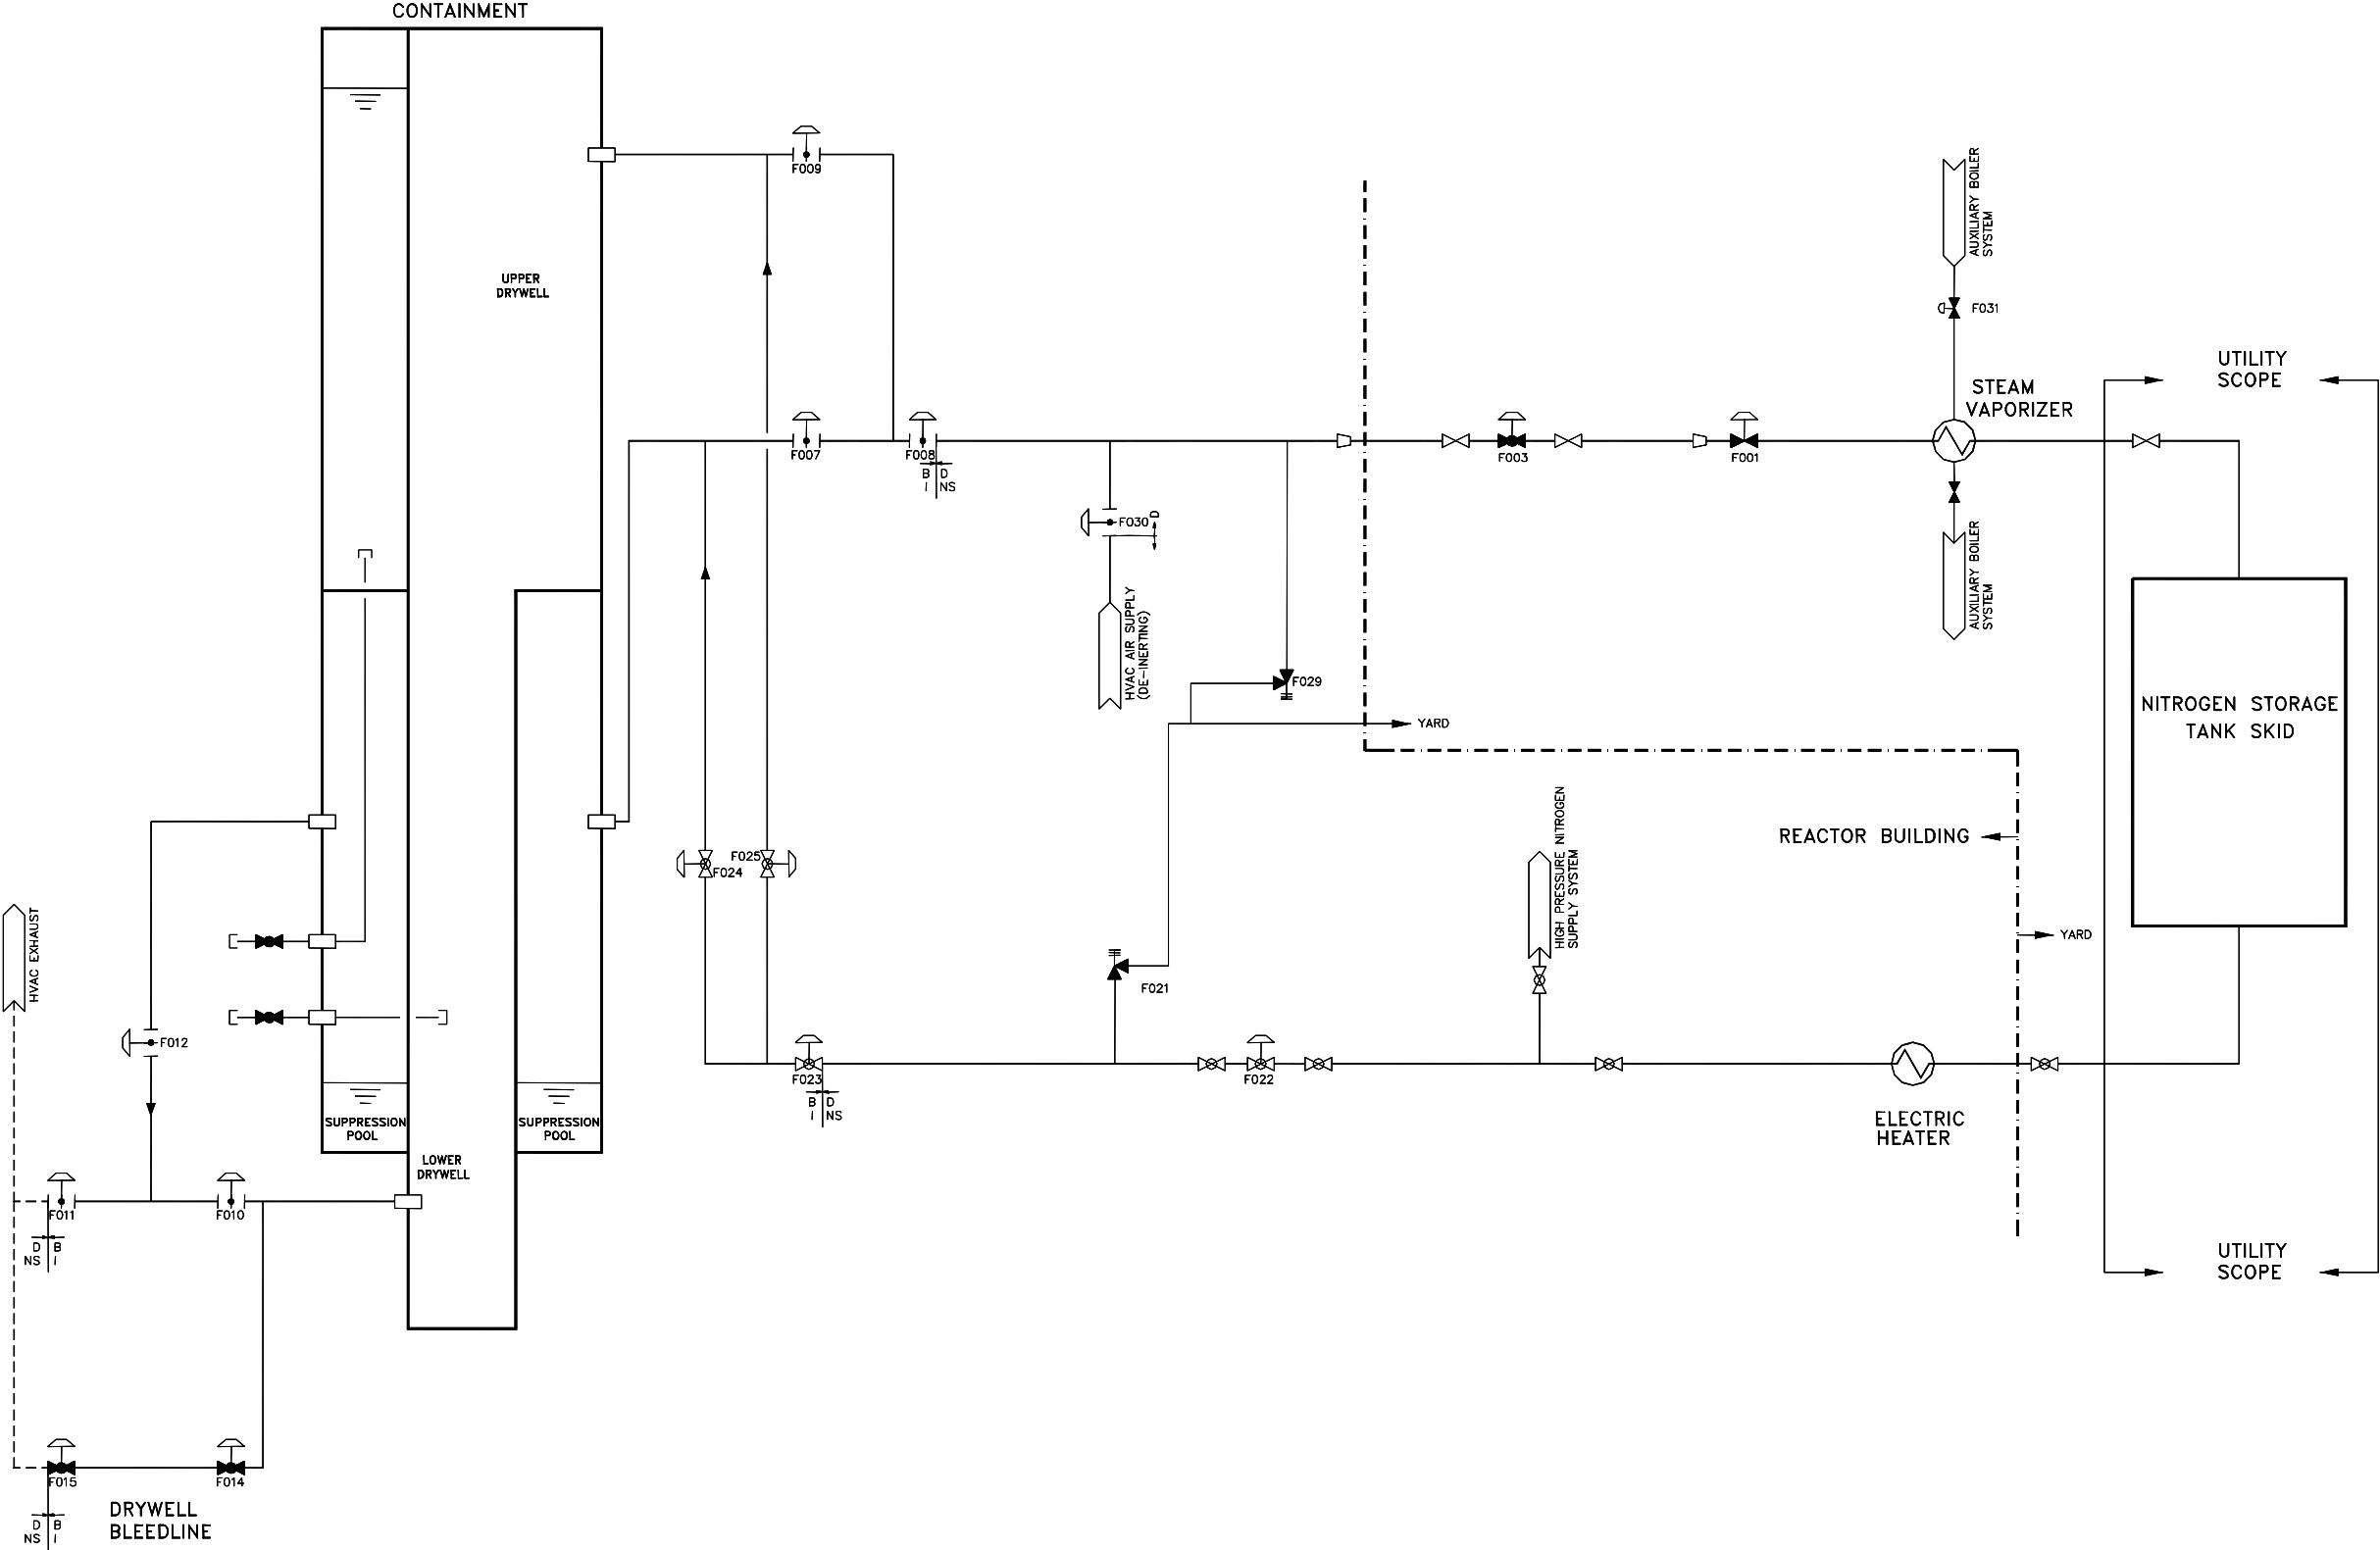 CONTAINMENT
F009
AUXILIARY BOILER
SYSTEM
UPPER
DRYWELL
F031
UTILITY
SCOPE
STEAM
VAPORIZER
F007
F008
B D
I NS
F003
F001
F030
D
AUXILIARY BOILER
SYSTEM
HVAC AIR SUPPLY
(DE-INERTING)
F029
YARD
NITROGEN STORAGE
TANK SKID
HIGH PRESSURE NITROGEN
SUPPLY SYSTEM
REACTOR BUILDING
F025
F024
YARD
HVAC EXHAUST
F021
F012
F023
B D
I NS
F022
SUPPRESSION
POOL
SUPPRESSION
POOL
ELECTRIC
HEATER
LOWER
DRYWELL
F011
F010
D B
NS I
UTILITY
SCOPE
F015
F014
DRYWELL
BLEEDLINE
D B
NS I